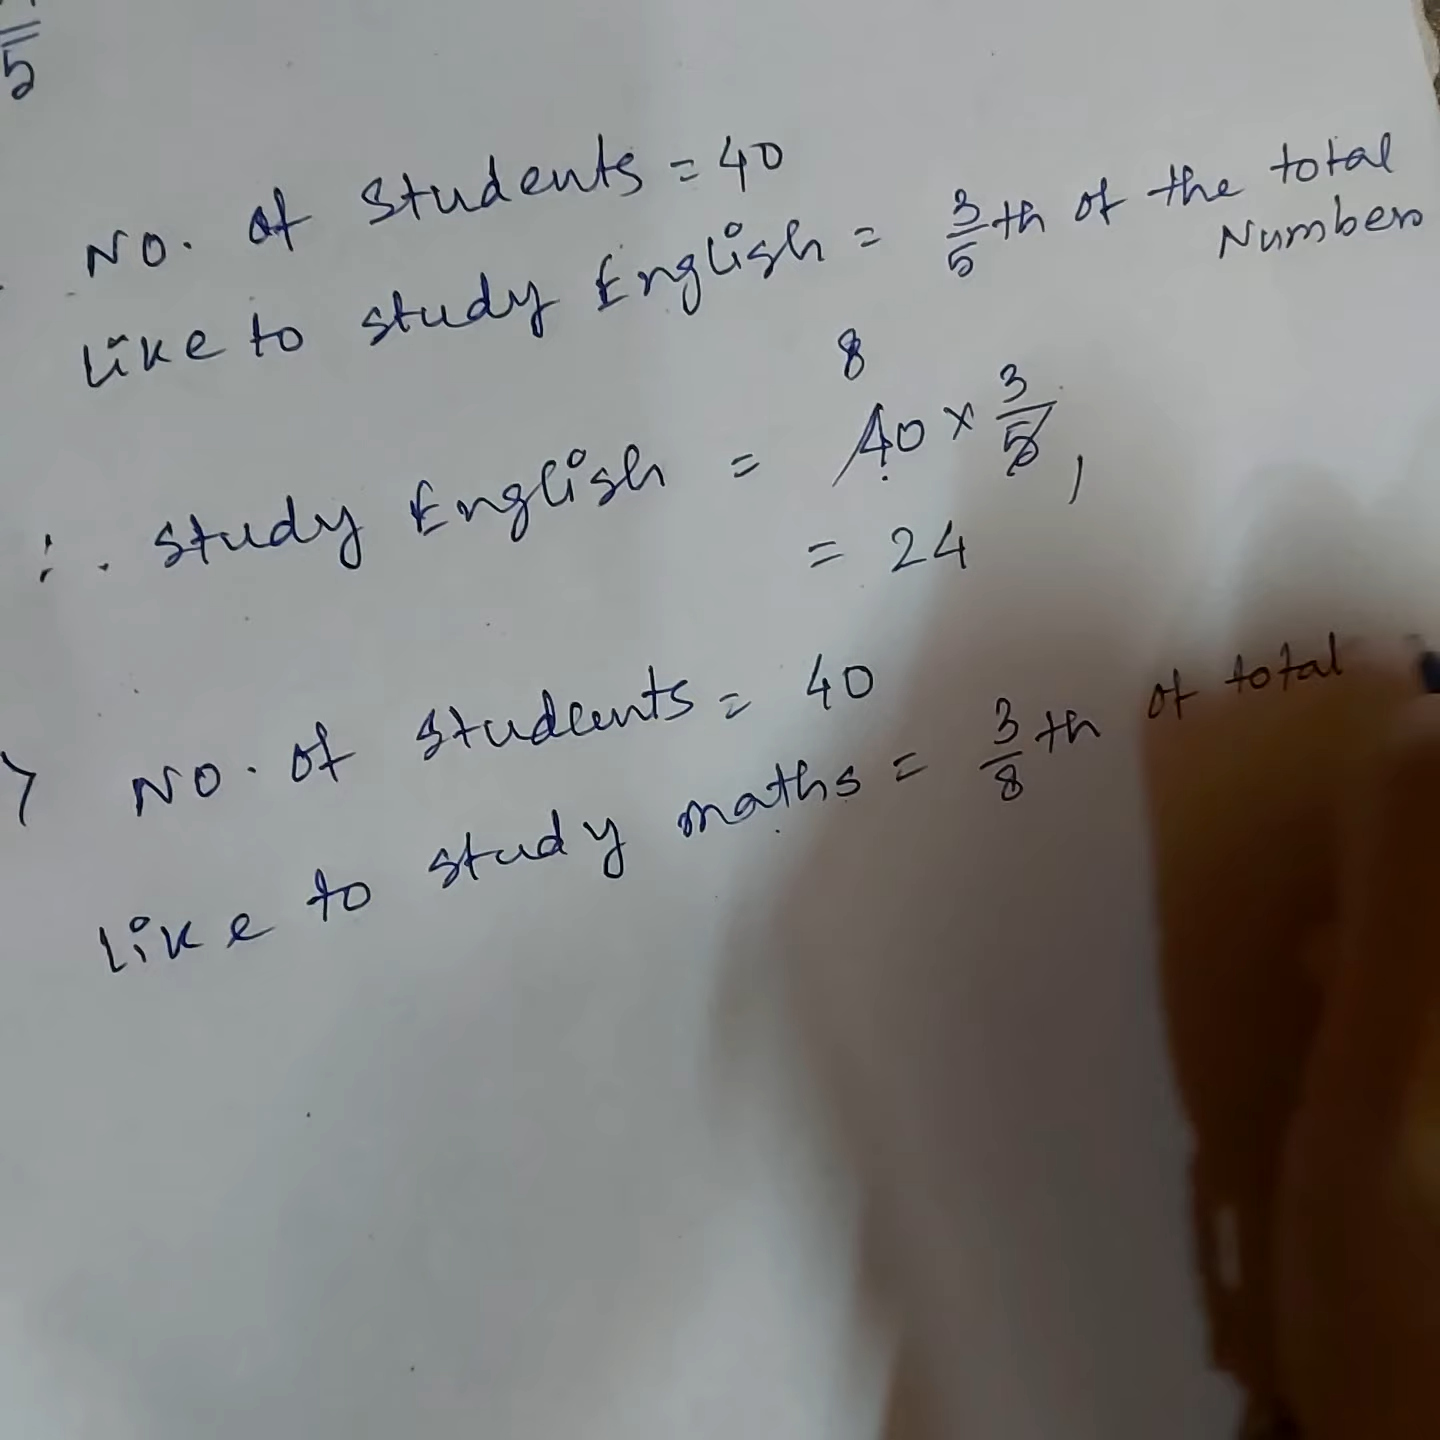 5
No. of Students = 40
Like to study English = 3/5 th of the total Numbers
8
∴ Study English = 40 × 3/5,
= 24
No. of Students = 40
Like to study maths = 3/8 th of total